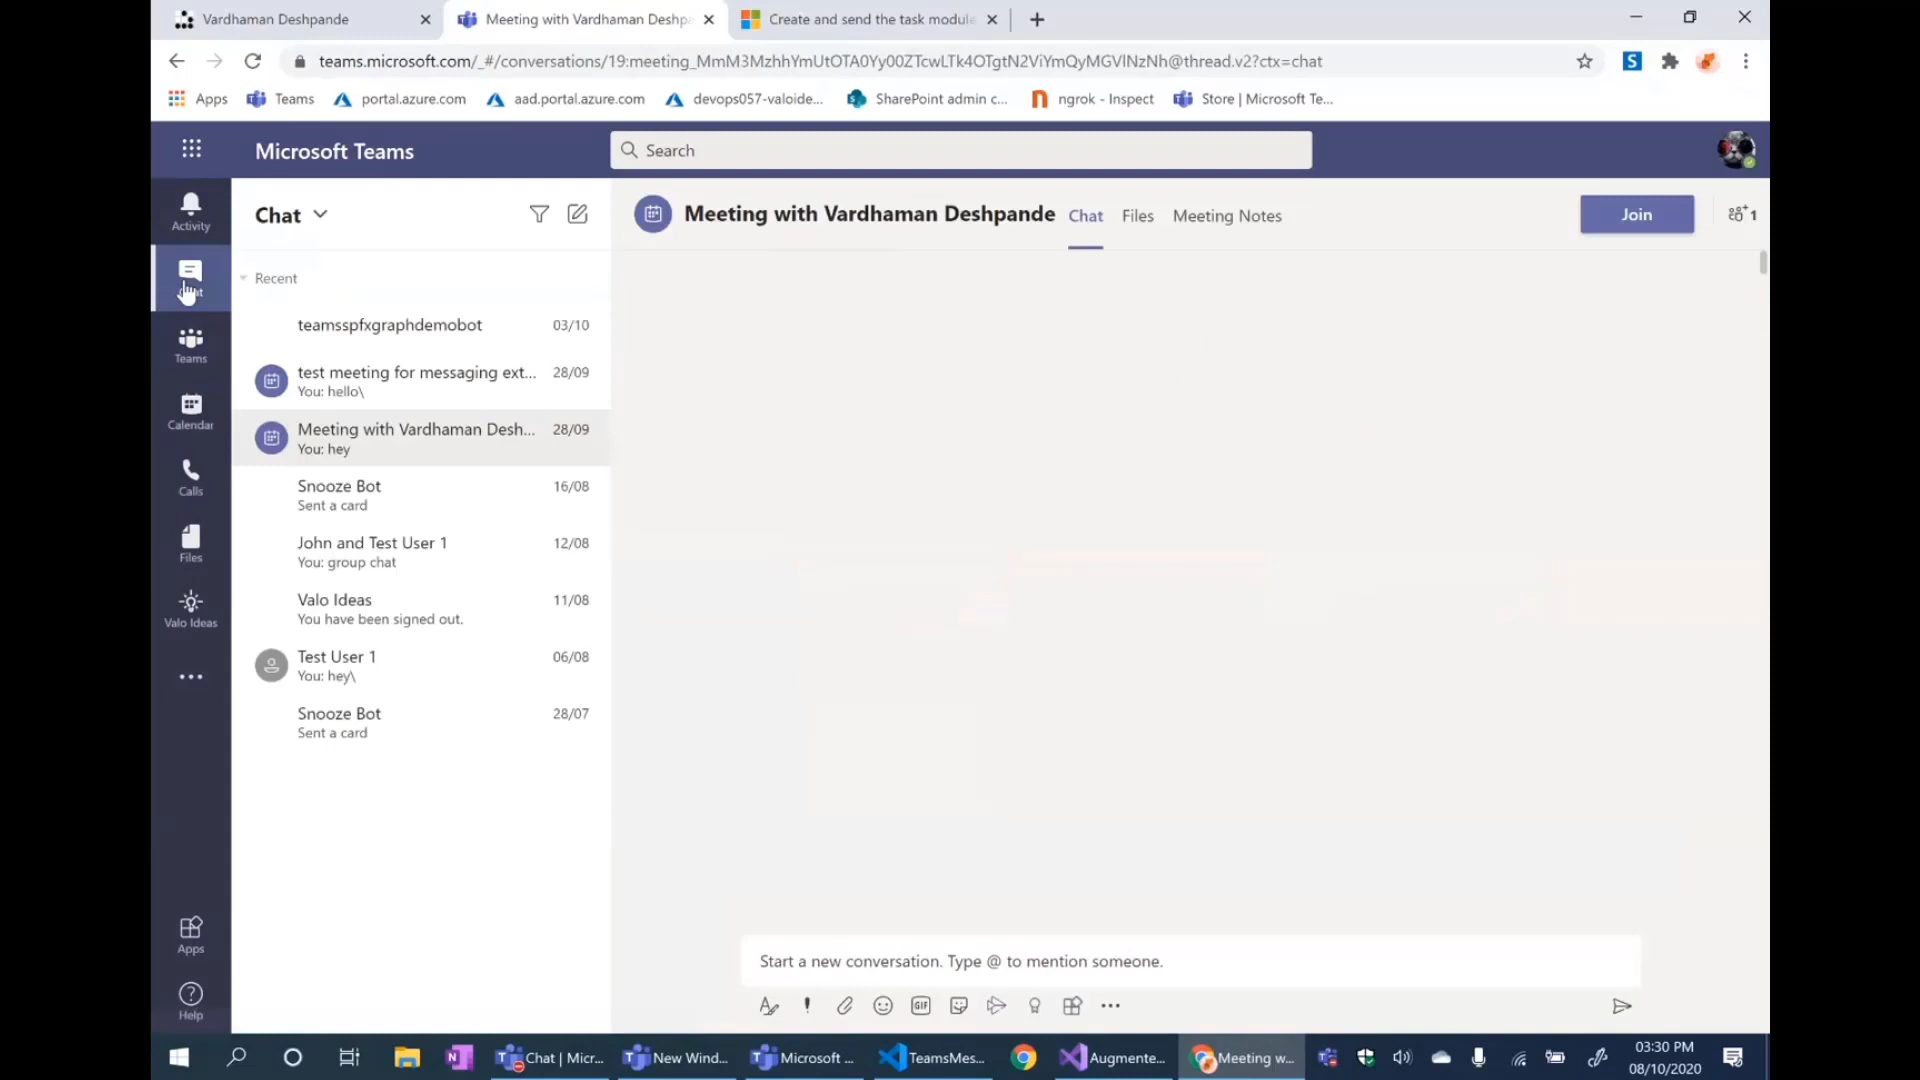 Vardhaman Deshpande
Meeting with Vardhaman Deshp
Create and send the task module
teams.microsoft.com/_#/conversations/19:meeting_MmM3MzhhYmUtOTA0Yy00ZTcwLTk4OTgtN2ViYmQyMGVlNzNh@thread.v2?ctx=chat
S
Apps
Teams
portal.azure.com
aad.portal.azure.com
devops057-valoide...
SharePoint admin c...
ngrok - Inspect
Store | Microsoft Te...
Microsoft Teams
Search
Activity
Teams
Calendar
Calls
Files
Valo Ideas
Apps
Help
Chat
Recent
teamsspfxgraphdemobot 03/10
test meeting for messaging ext... 28/09
You: hello\
Meeting with Vardhaman Desh... 28/09
You: hey
Snooze Bot 16/08
Sent a card
John and Test User 1 12/08
You: group chat
Valo Ideas 11/08
You have been signed out.
Test User 1 06/08
You: hey\
Snooze Bot 28/07
Sent a card
Meeting with Vardhaman Deshpande Chat Files Meeting Notes
Join
1
Start a new conversation. Type @ to mention someone.
GIF
Chat | Micr...
New Wind...
Microsoft ...
TeamsMes...
Augmente...
Meeting w...
03:30 PM
08/10/2020